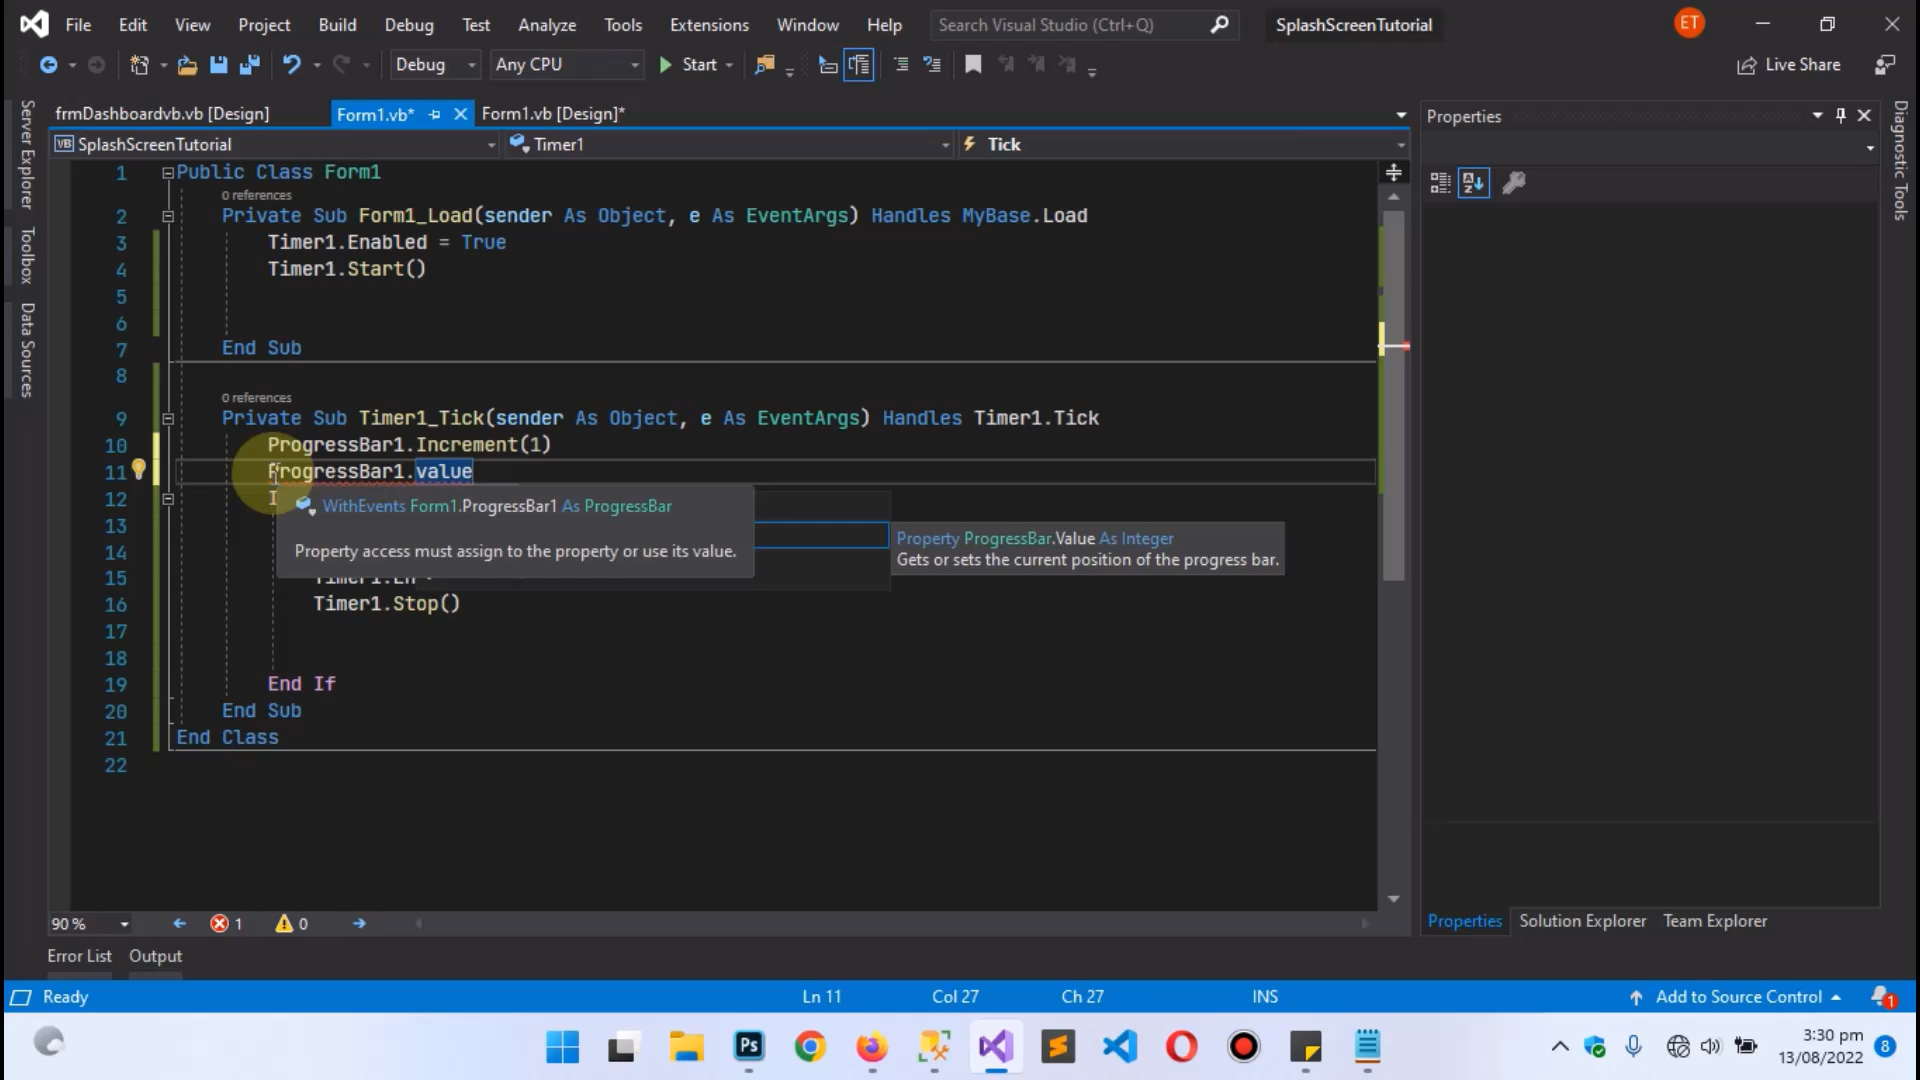 File Edit View Project Build Debug Test Analyze Tools Extensions Window Help Search Visual Studio (Ctrl+Q) SplashScreenTutorial ET
Debug Any CPU Start Live Share
frmDashboardvb.vb [Design] Form1.vb* Form1.vb [Design]*
VB SplashScreenTutorial Timer1 Tick
Server Explorer
Toolbox
Data Sources
1 Public Class Form1
0 references
2 Private Sub Form1_Load(sender As Object, e As EventArgs) Handles MyBase.Load
3 Timer1.Enabled = True
4 Timer1.Start()
5
6
7 End Sub
8
0 references
9 Private Sub Timer1_Tick(sender As Object, e As EventArgs) Handles Timer1.Tick
10 ProgressBar1.Increment(1)
11 ProgressBar1.value
12 I
WithEvents Form1.ProgressBar1 As ProgressBar
Property access must assign to the property or use its value.
Property ProgressBar.Value As Integer
Gets or sets the current position of the progress bar.
13
14
15
16 Timer1.Stop()
17
18
19 End If
20 End Sub
21 End Class
22
90 % 1 0
Error List Output
Properties
Diagnostic Tools
Properties Solution Explorer Team Explorer
Ready Ln 11 Col 27 Ch 27 INS Add to Source Control 1
Ps
3:30 pm
13/08/2022 8